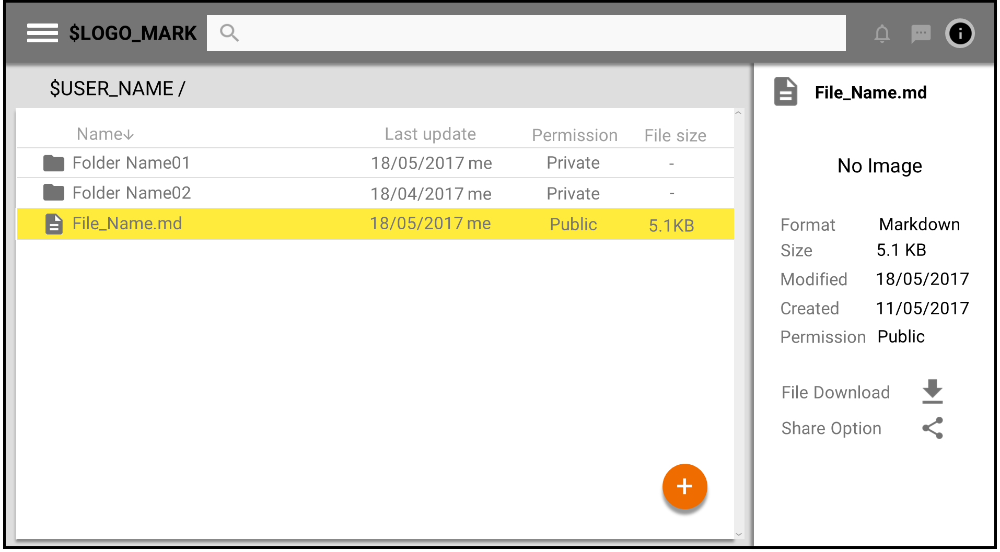 $LOGO_MARK
$USER_NAME /
Name↓ Last update Permission File size
Folder Name01 18/05/2017 me Private -
Folder Name02 18/04/2017 me Private -
File_Name.md 18/05/2017 me Public 5.1KB
File_Name.md
No Image
Format Markdown
Size 5.1 KB
Modified 18/05/2017
Created 11/05/2017
Permission Public
File Download
Share Option